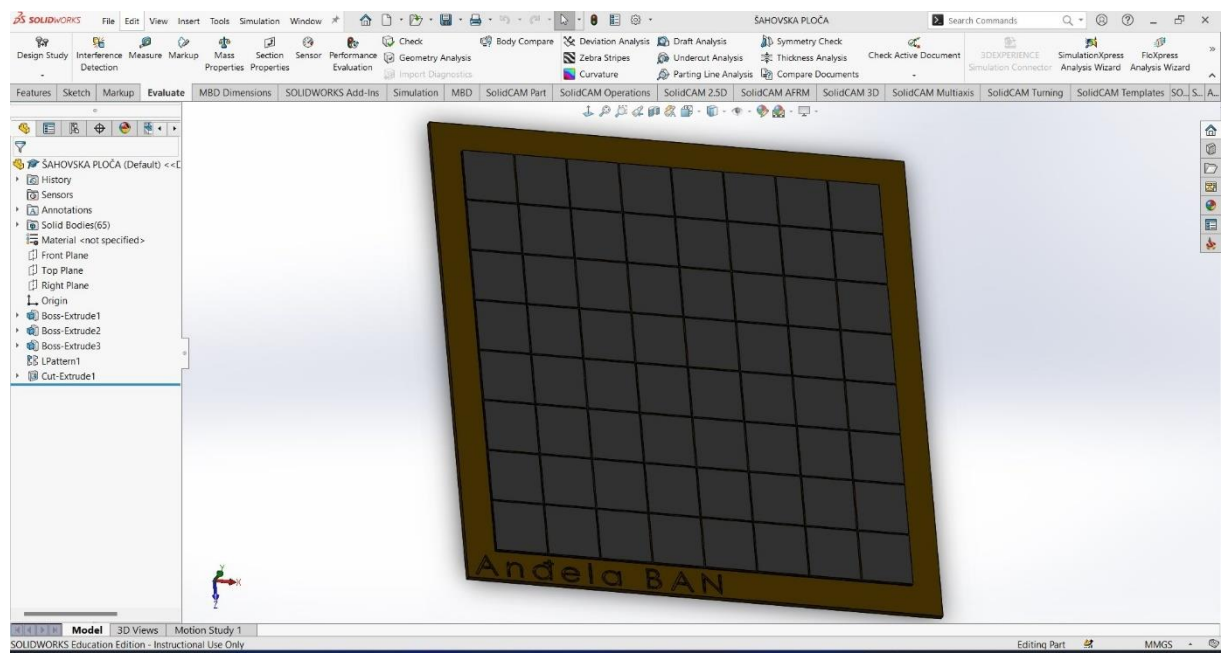 SOLIDWORKS File Edit View Insert Tools Simulation Window ŠAHOVSKA PLOČA Search Commands
Design Study Interference Detection Measure Markup Mass Properties Section Properties Sensor Performance Evaluation
Check
Geometry Analysis
Import Diagnostics
Body Compare
Deviation Analysis
Zebra Stripes
Curvature
Draft Analysis
Undercut Analysis
Parting Line Analysis
Symmetry Check
Thickness Analysis
Compare Documents
Check Active Document
3DEXPERIENCE Simulation Connector
SimulationXpress Analysis Wizard
FloXpress Analysis Wizard
Features Sketch Markup Evaluate MBD Dimensions SOLIDWORKS Add-Ins Simulation MBD SolidCAM Part SolidCAM Operations SolidCAM 2.5D SolidCAM AFRM SolidCAM 3D SolidCAM Multiaxis SolidCAM Turning SolidCAM Templates SO... S... A...
ŠAHOVSKA PLOČA (Default) <<D
History
Sensors
Annotations
Solid Bodies(65)
Material <not specified>
Front Plane
Top Plane
Right Plane
Origin
Boss-Extrude1
Boss-Extrude2
Boss-Extrude3
LPattern1
Cut-Extrude1
Anđela BAN
Y
X
Z
Model 3D Views Motion Study 1
SOLIDWORKS Education Edition - Instructional Use Only Editing Part MMGS